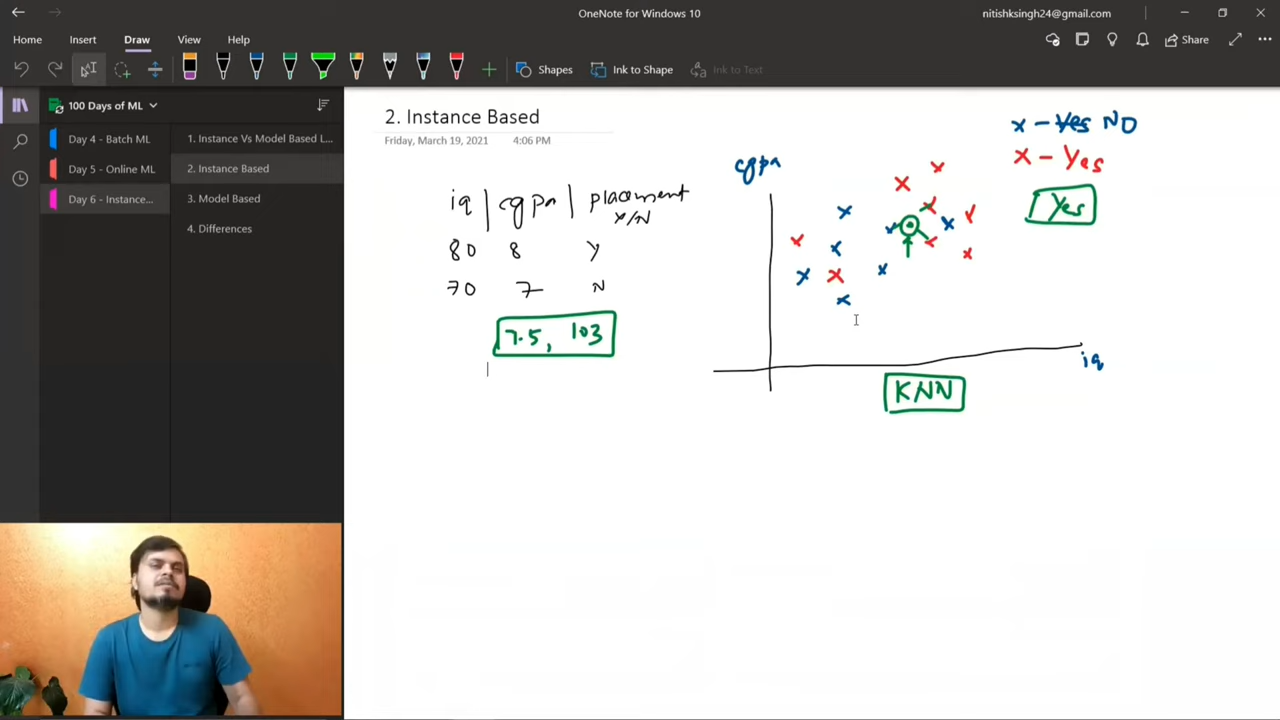 OneNote for Windows 10
nitishksingh24@gmail.com
Home
Insert
Draw
View
Help
Shapes
Ink to Shape
Ink to Text
Share
100 Days of ML
Day 4 - Batch ML
Day 5 - Online ML
Day 6 - Instance...
1. Instance Vs Model Based L...
2. Instance Based
3. Model Based
4. Differences
2. Instance Based
Friday, March 19, 2021
4:06 PM
iq | cgpa | placement
Y/N
80 8 Y
70 7 N
7.5, 103
cgpa
iq
KNN
x - Yes NO
x - Yes
Yes